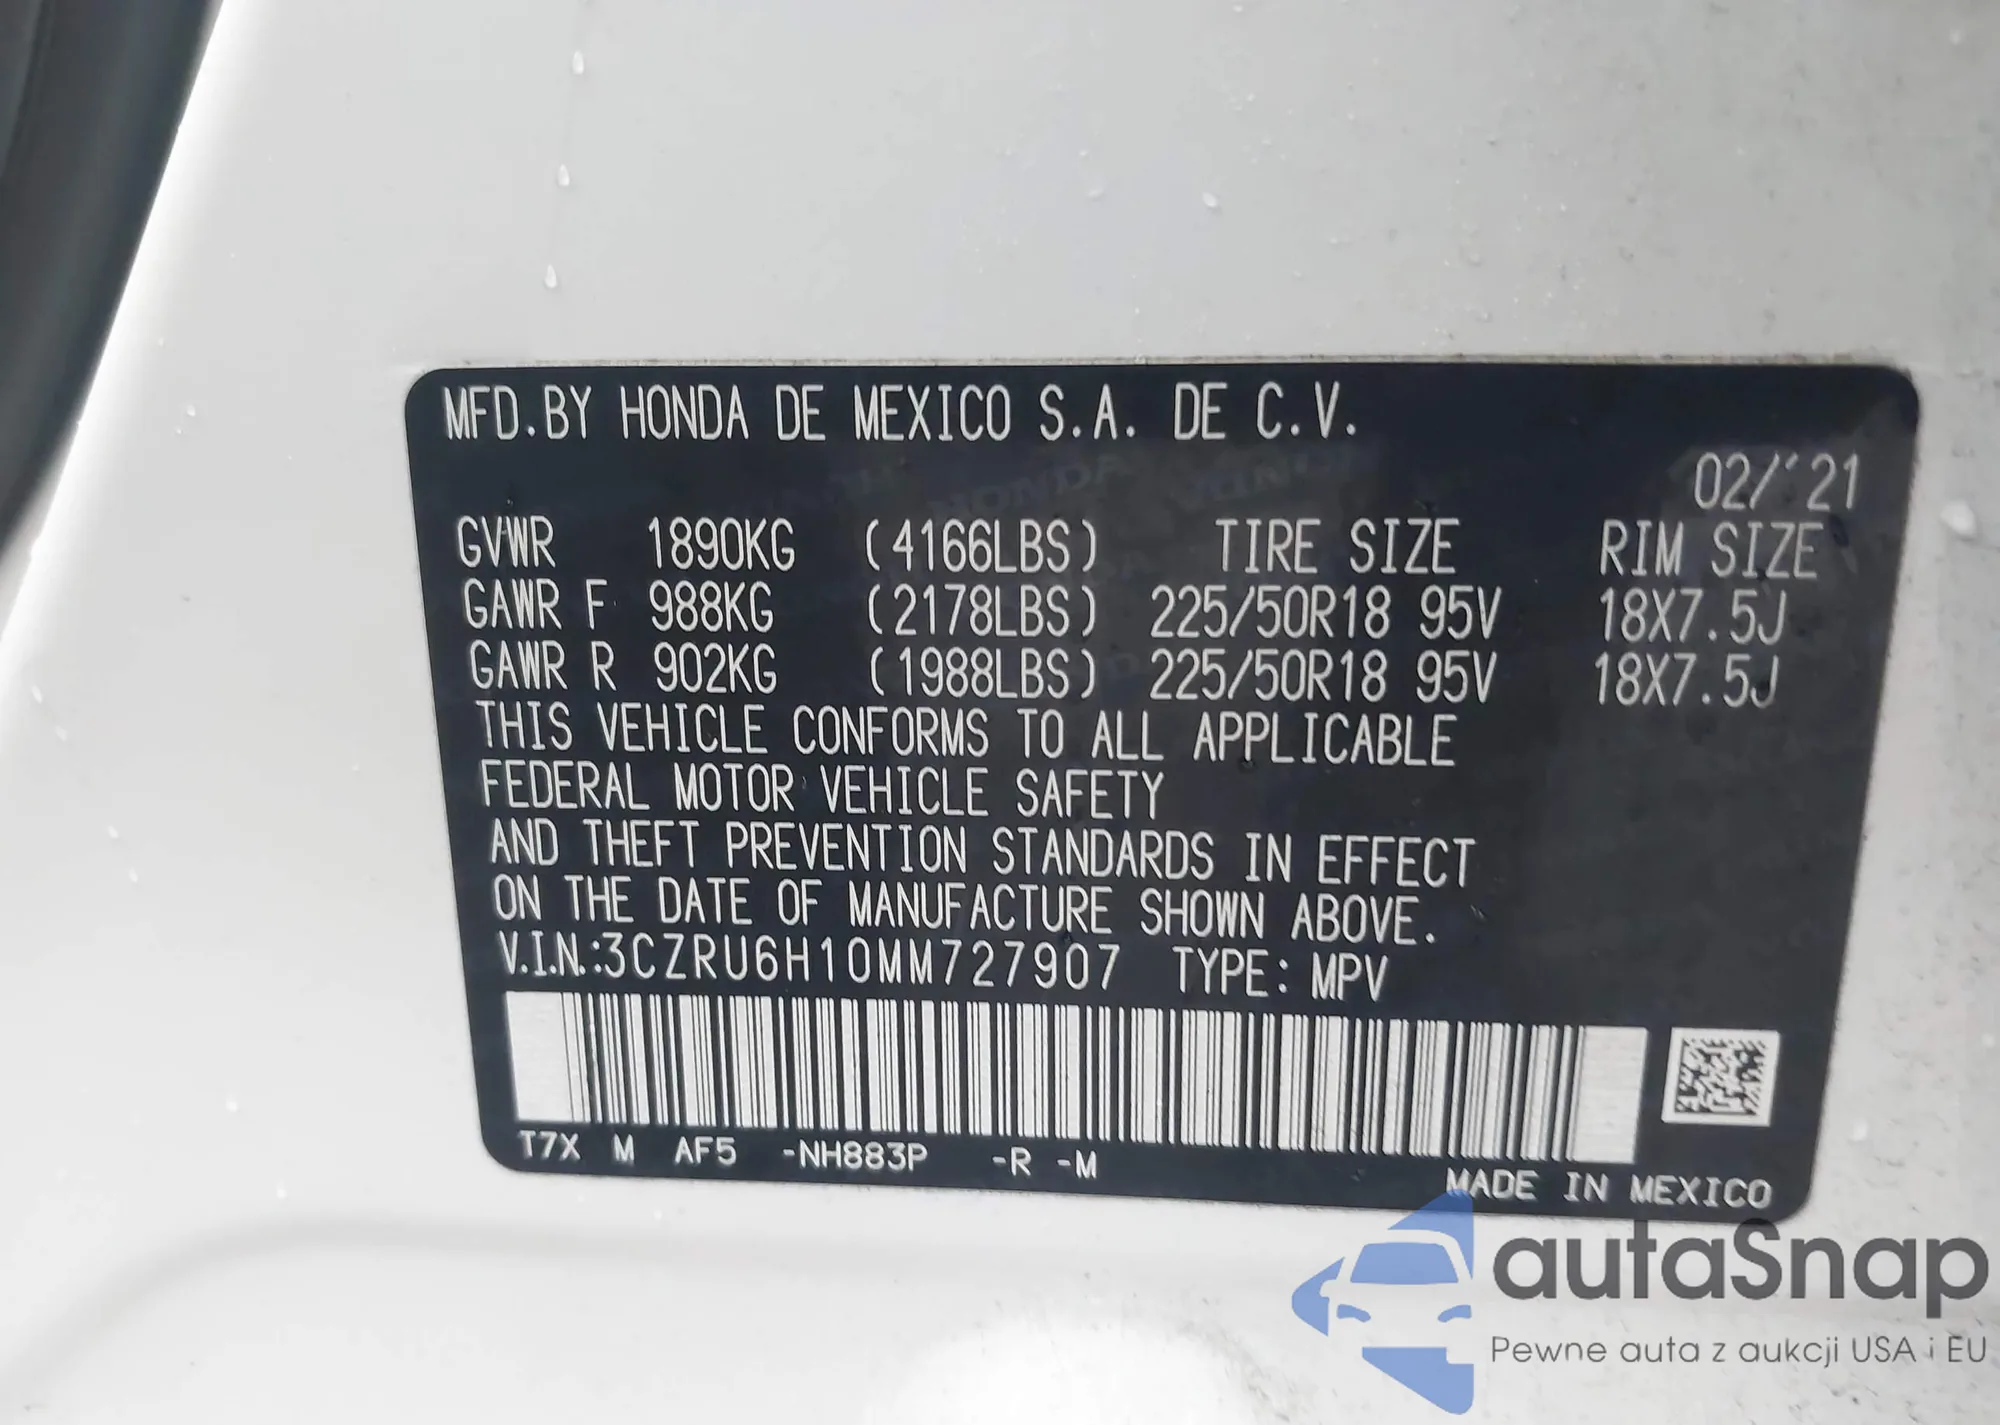 MFD.BY HONDA DE MEXICO S.A. DE C.V.
02/'21
GVWR 1890KG (4166LBS) TIRE SIZE RIM SIZE
GAWR F 988KG (2178LBS) 225/50R18 95V 18X7.5J
GAWR R 902KG (1988LBS) 225/50R18 95V 18X7.5J
THIS VEHICLE CONFORMS TO ALL APPLICABLE
FEDERAL MOTOR VEHICLE SAFETY
AND THEFT PREVENTION STANDARDS IN EFFECT
ON THE DATE OF MANUFACTURE SHOWN ABOVE.
V.I.N.:3CZRU6H10MM727907 TYPE: MPV
T7X M AF5 -NH883P -R -M
MADE IN MEXICO
autaSnap
Pewne auta z aukcji USA i EU